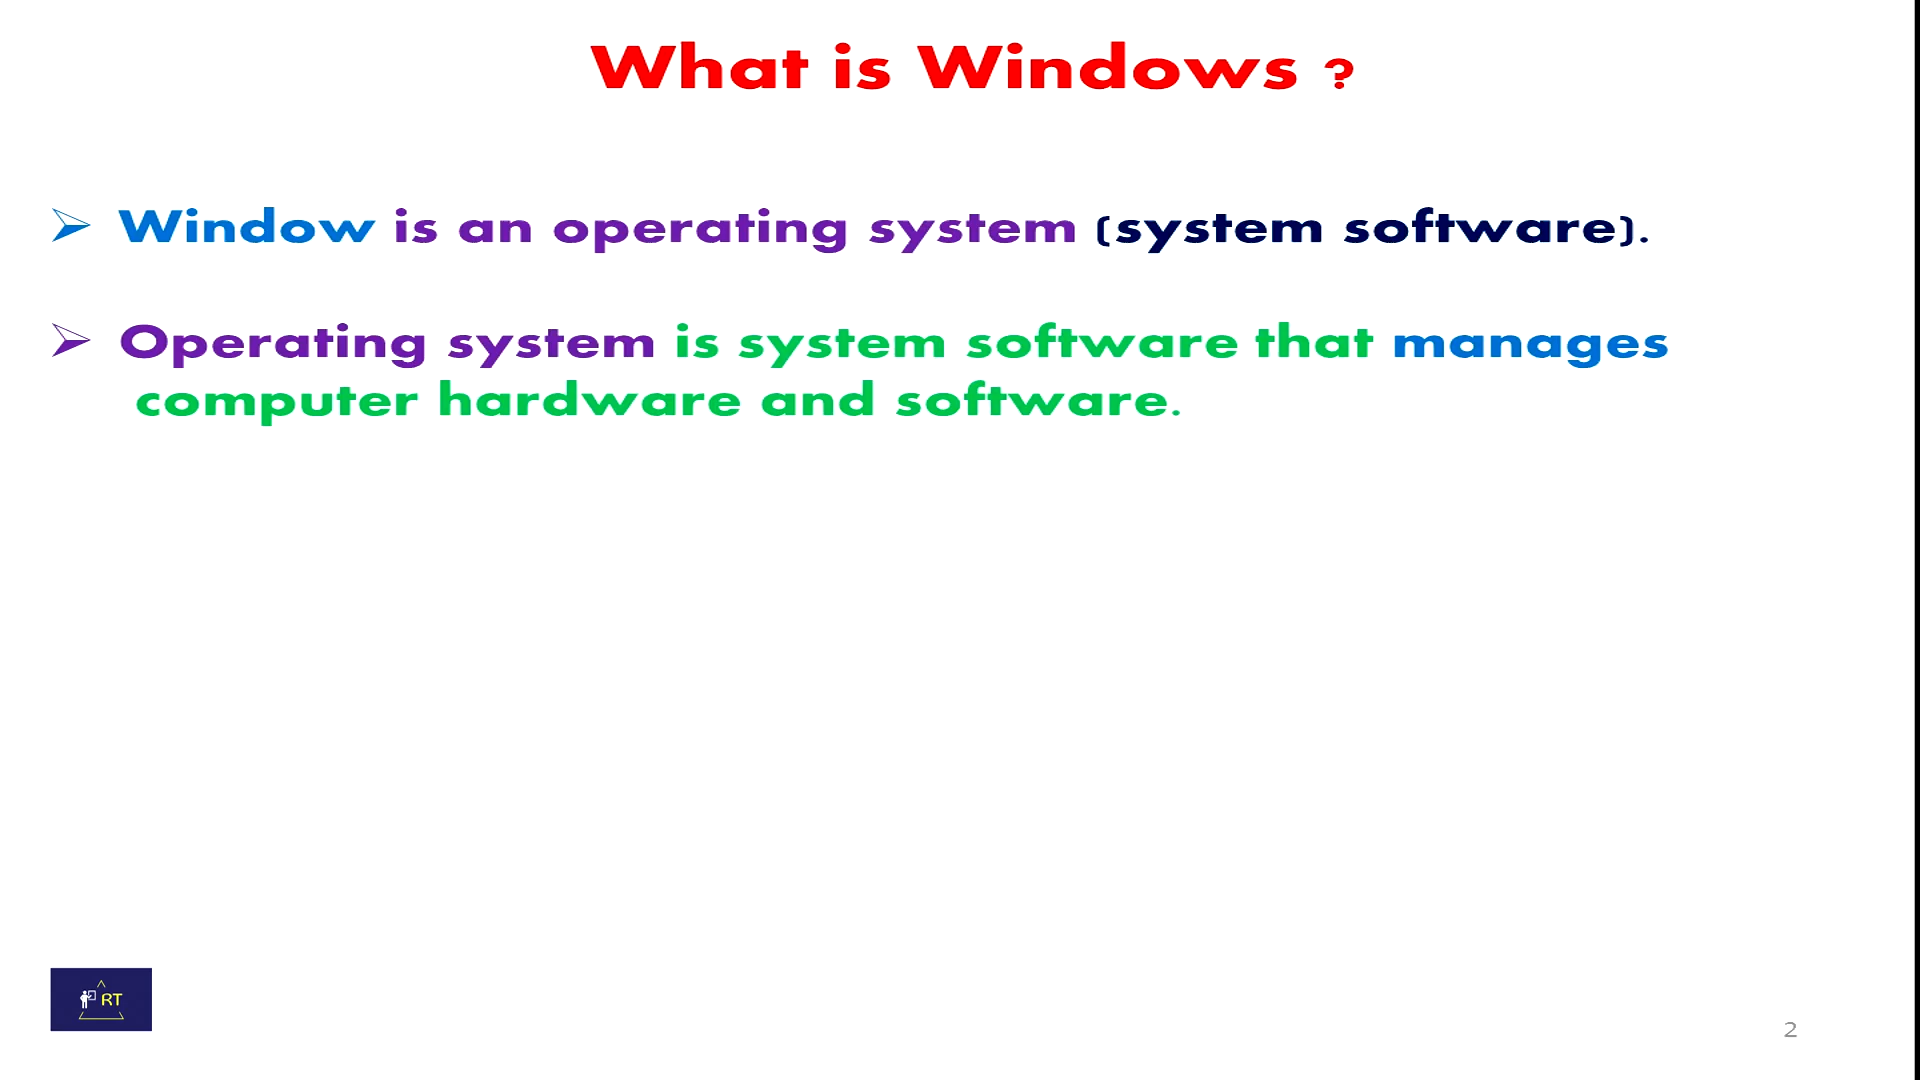 What is Windows ?
➢ Window is an operating system (system software).
➢ Operating system is system software that manages
computer hardware and software.
RT
2